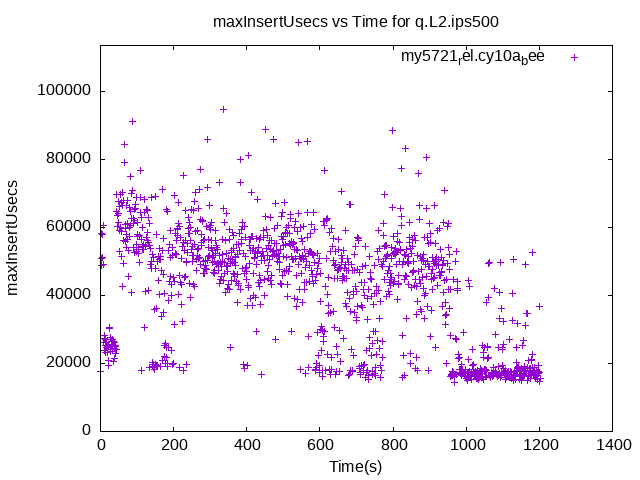 maxInsertUsecs vs Time for q.L2.ips500
my5721rel.cy10abee
100000
80000
60000
40000
20000
0
maxInsertUsecs
0 200 400 600 800 1000 1200 1400
Time(s)